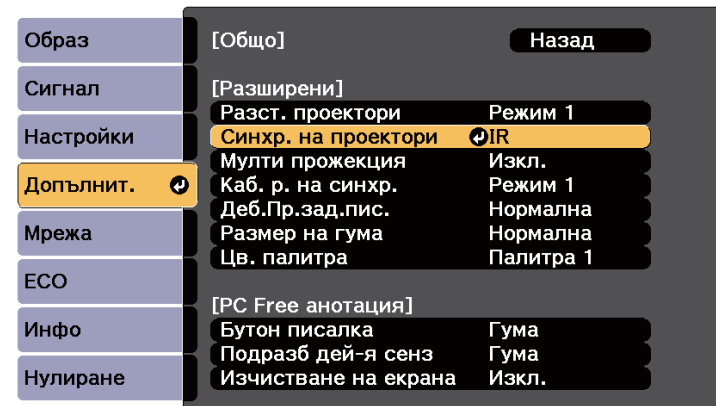 Образ
Сигнал
Настройки
Допълнит.
Мрежа
ECO
Инфо
Нулиране
[Общо] Назад
[Разширени]
Разст. проектори Режим 1
Синхр. на проектори IR
Мулти прожекция Изкл.
Каб. р. на синхр. Режим 1
Деб.Пр.зад.пис. Нормална
Размер на гума Нормална
Цв. палитра Палитра 1
[PC Free анотация]
Бутон писалка Гума
Подразб дей-я сенз Гума
Изчистване на екрана Изкл.